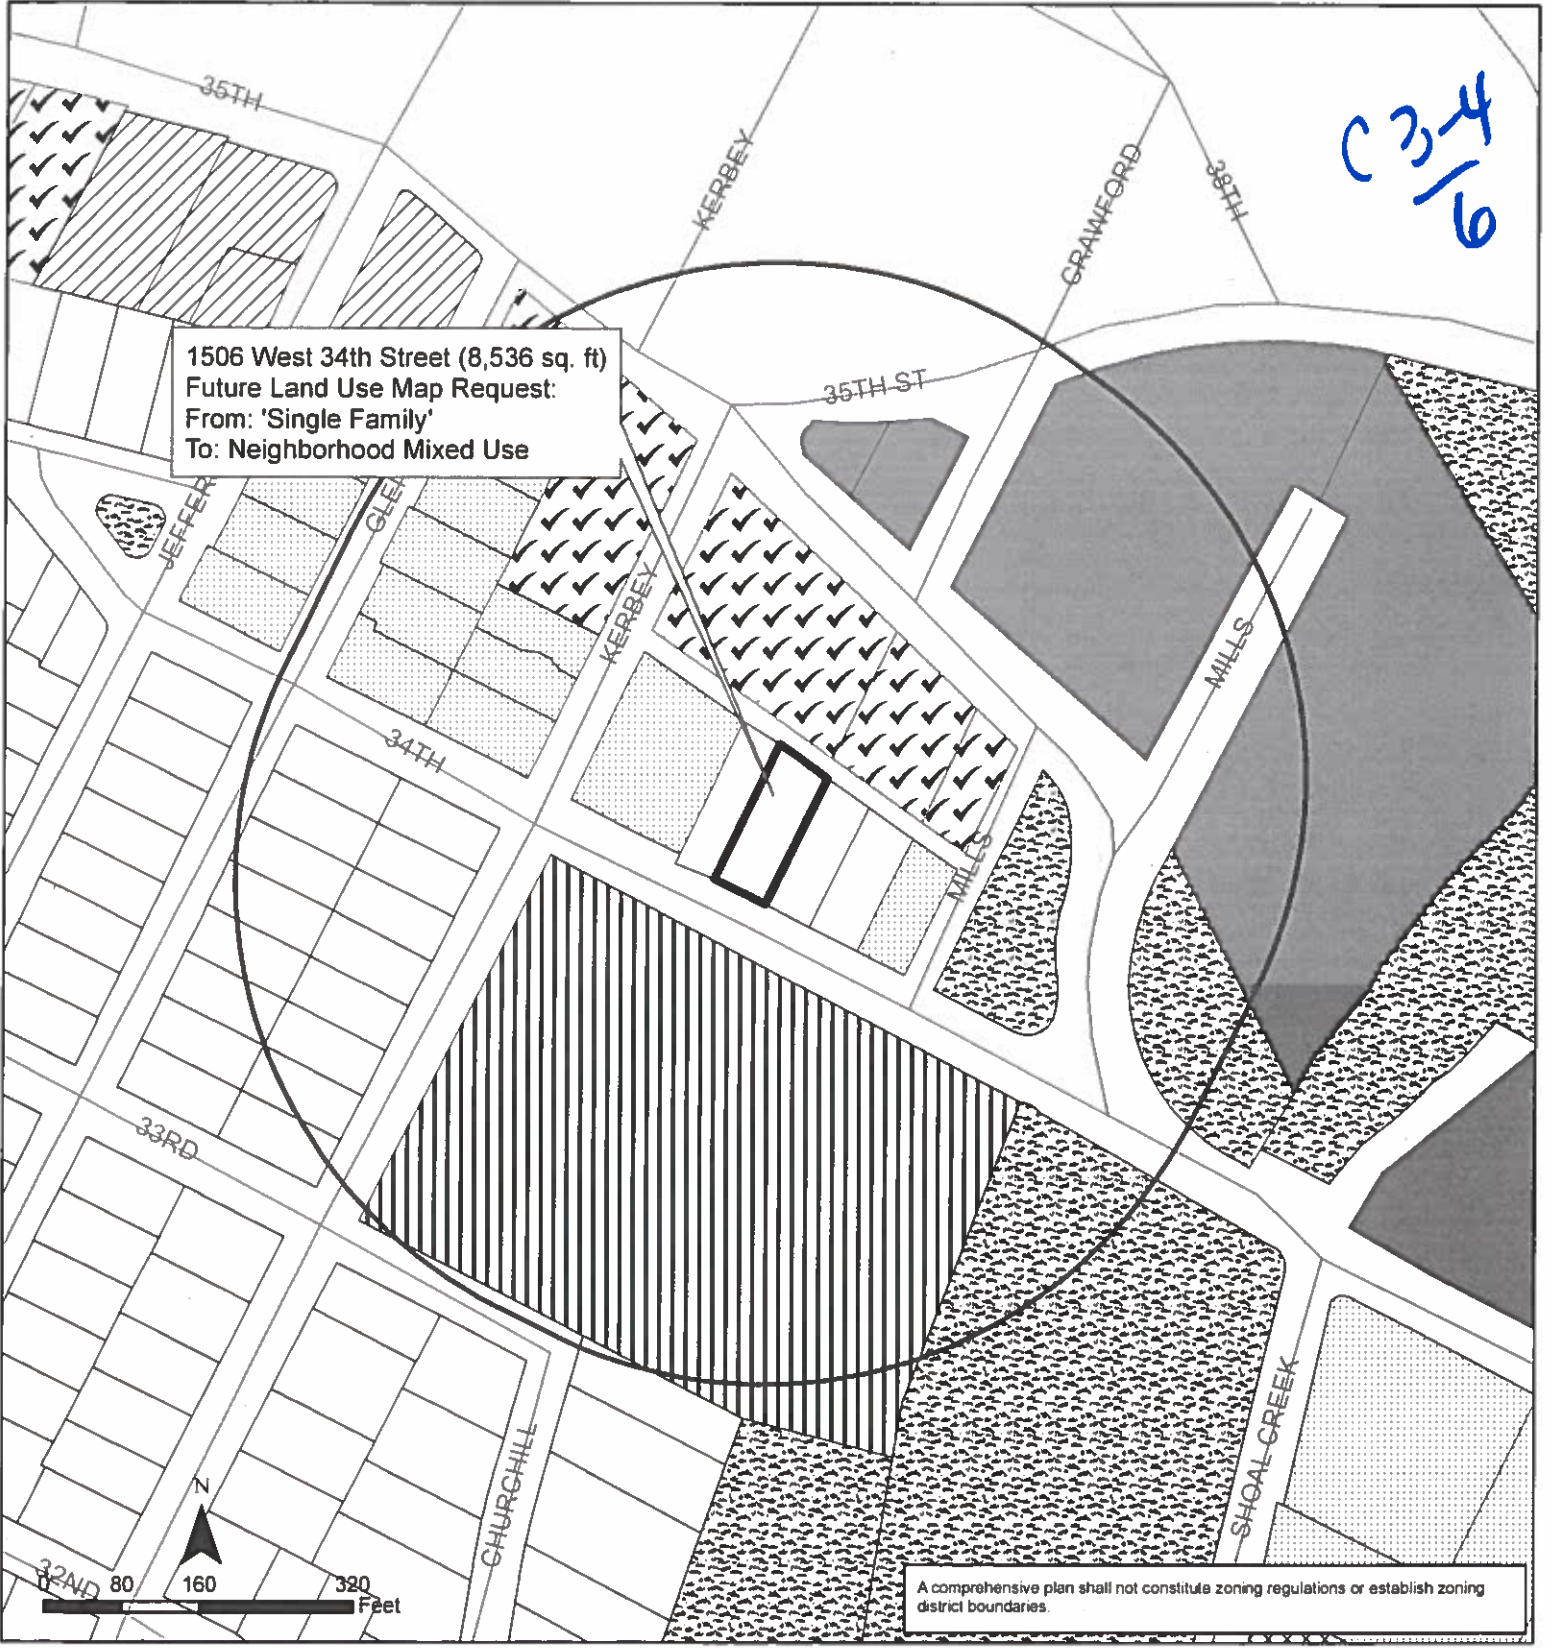 C3-4
6
35TH
KERBEY
CRAWFORD
38TH
1506 West 34th Street (8,536 sq. ft)
Future Land Use Map Request:
From: 'Single Family'
To: Neighborhood Mixed Use
35TH ST
JEFFER
GLEN
KERBEY
MILLS
34TH
MILLS
33RD
SHOAL CREEK
CHURCHILL
N
32ND
0 80 160 320
Feet
A comprehensive plan shall not constitute zoning regulations or establish zoning
district boundaries.